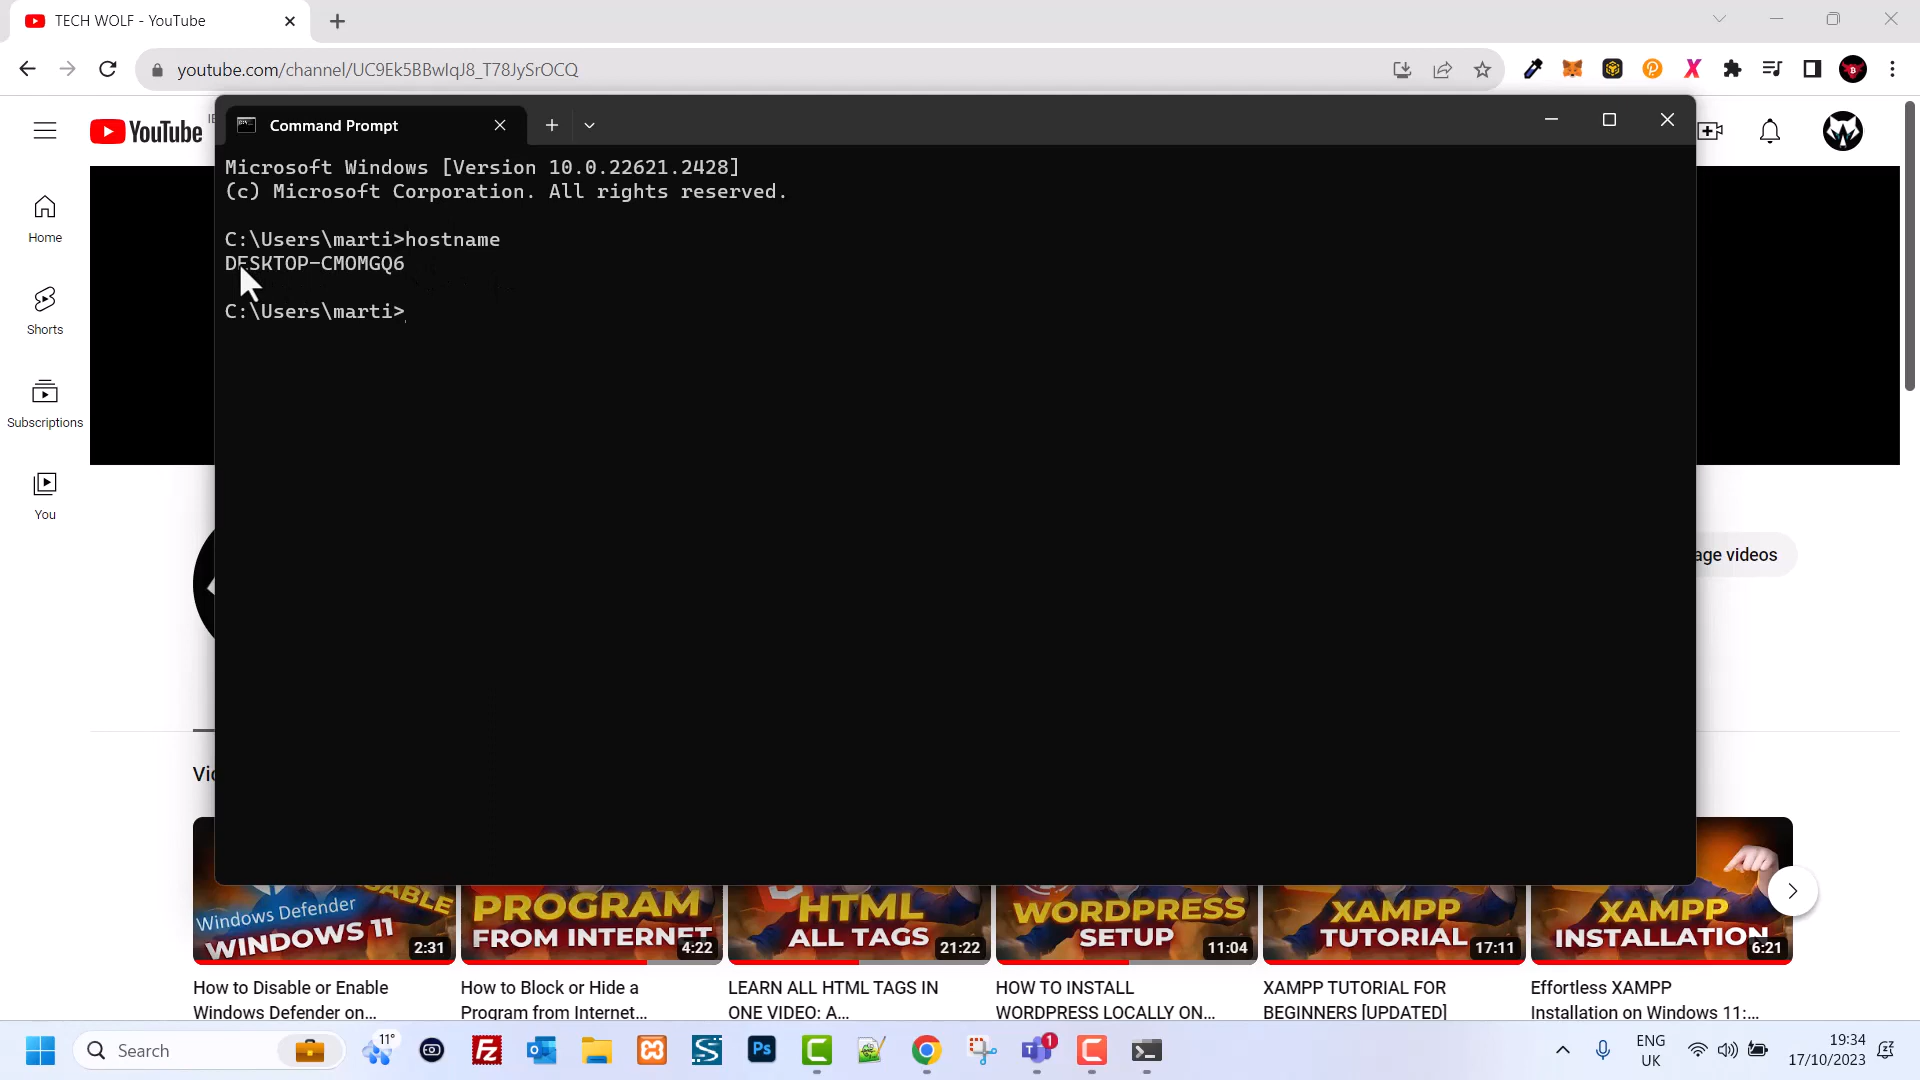 TECH WOLF - YouTube
youtube.com/channel/UC9Ek5BBwIqJ8_T78JySrOCQ
YouTube
IE
Command Prompt
Microsoft Windows [Version 10.0.22621.2428]
(c) Microsoft Corporation. All rights reserved.
C:\Users\marti>hostname
DESKTOP-CMOMGQ6
C:\Users\marti>
Home
Shorts
Subscriptions
You
age videos
Windows Defender
WINDOWS 11
2:31
PROGRAM
FROM INTERNET
4:22
HTML
ALL TAGS
21:22
WORDPRESS
SETUP
11:04
XAMPP
TUTORIAL
17:11
XAMPP
INSTALLATION
6:21
How to Disable or Enable
Windows Defender on...
How to Block or Hide a
Program from Internet...
LEARN ALL HTML TAGS IN
ONE VIDEO: A...
HOW TO INSTALL
WORDPRESS LOCALLY ON...
XAMPP TUTORIAL FOR
BEGINNERS [UPDATED]
Effortless XAMPP
Installation on Windows 11:...
Search
11°
Ps
1
ENG
UK
19:34
17/10/2023